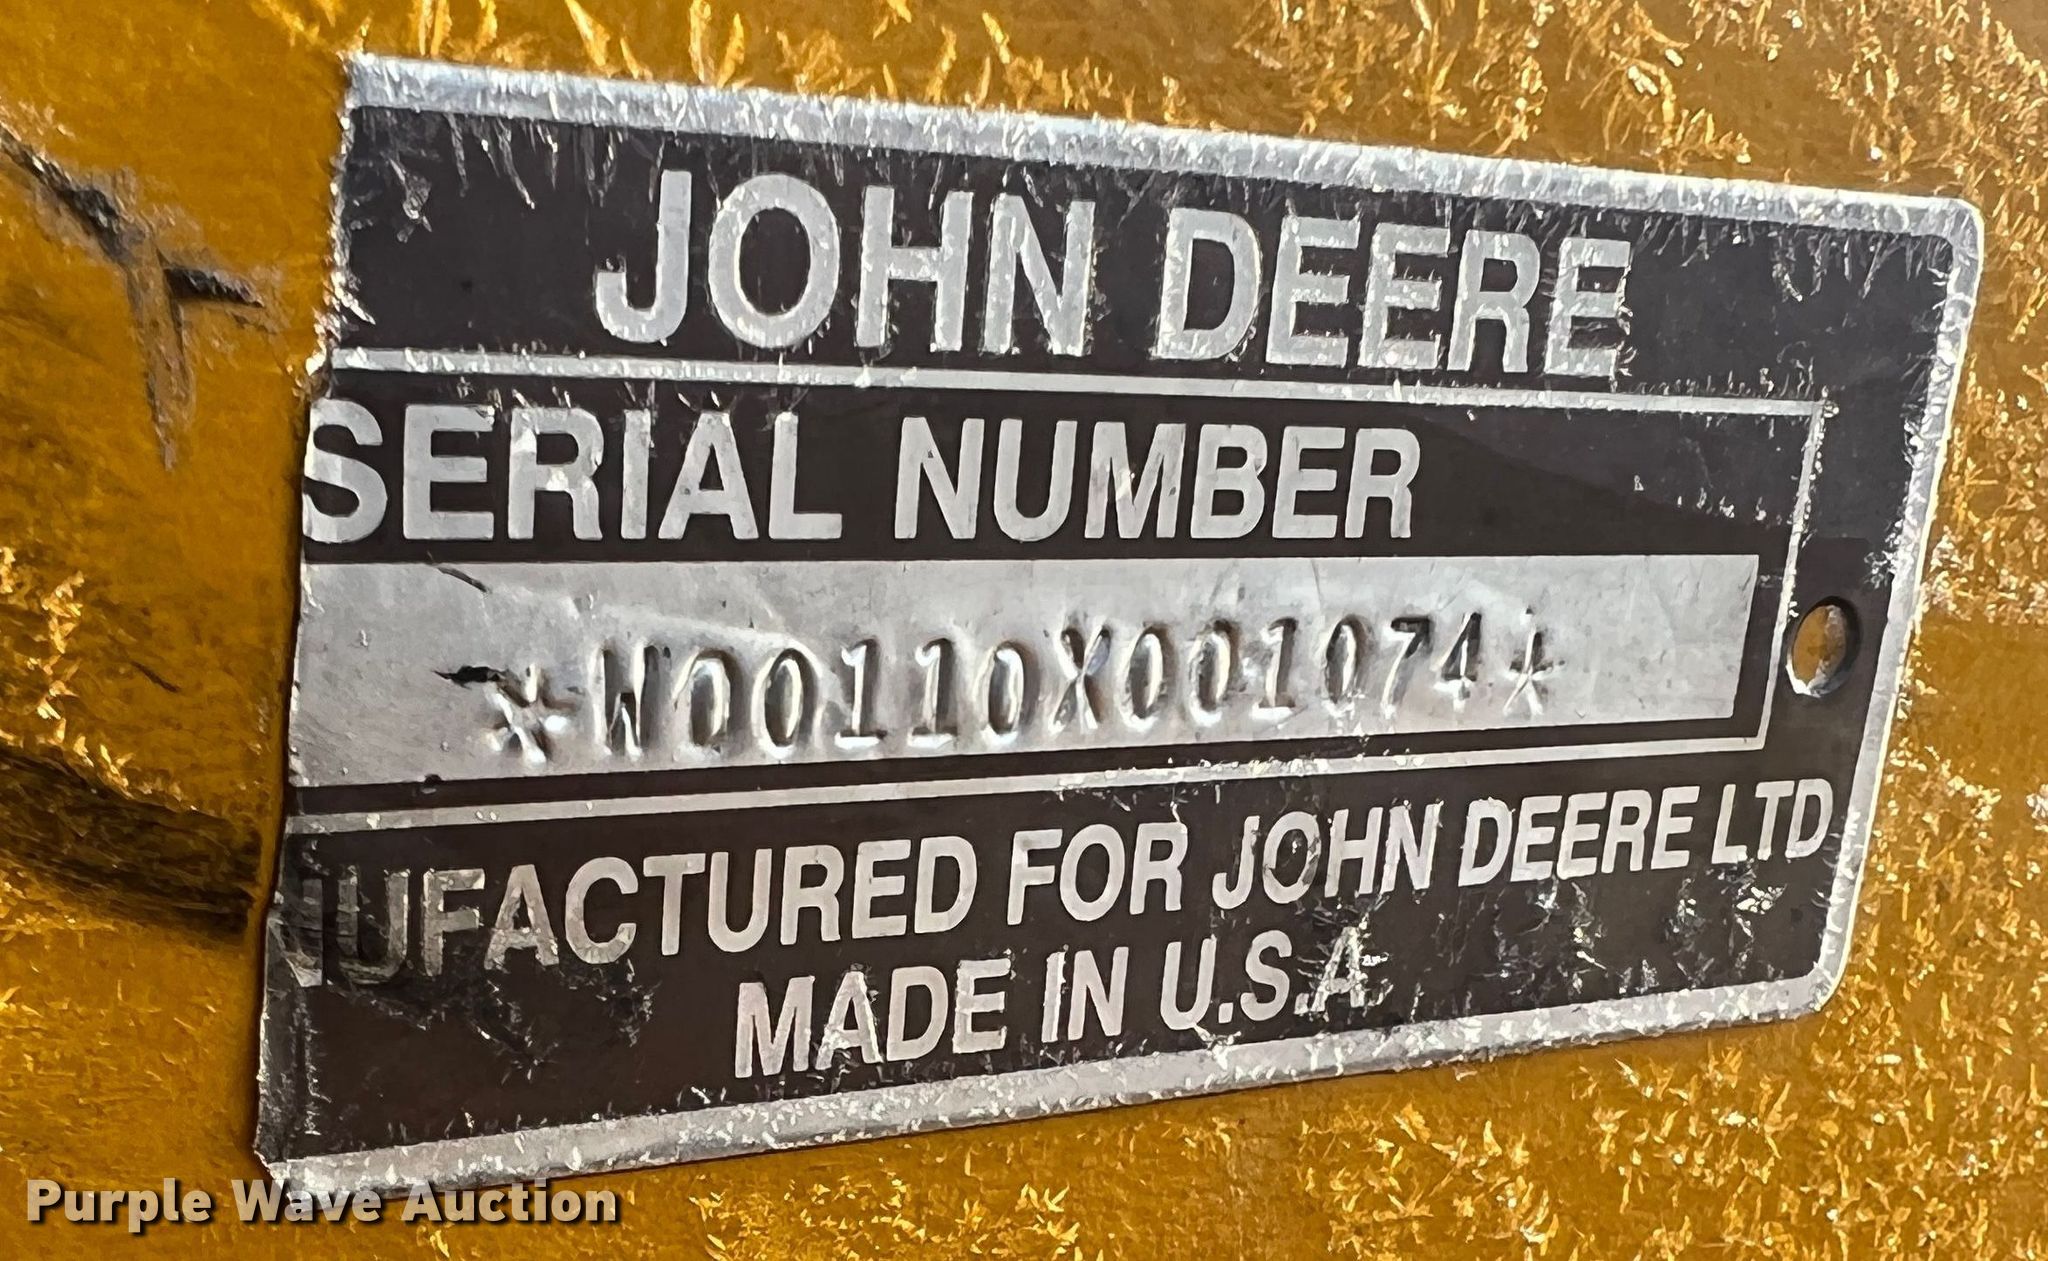 JOHN DEERE
SERIAL NUMBER
*W00110X001074*
NUFACTURED FOR JOHN DEERE LTD
MADE IN U.S.A.
Purple Wave Auction